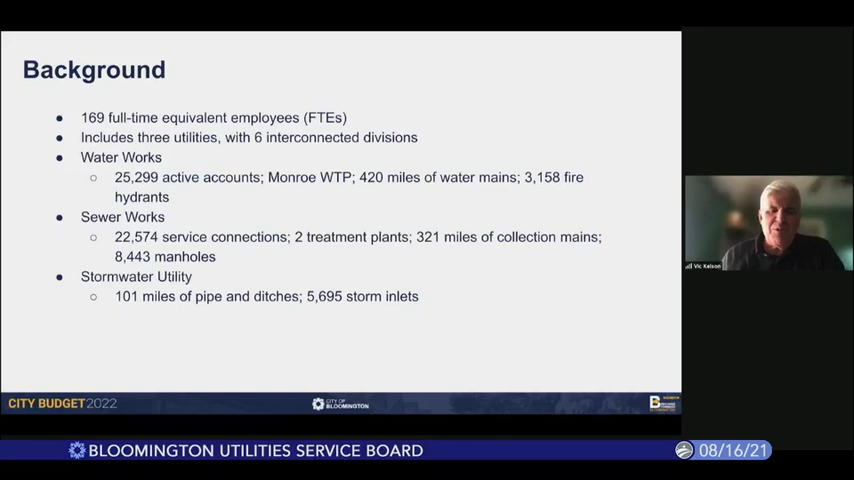 Background
● 169 full-time equivalent employees (FTEs)
● Includes three utilities, with 6 interconnected divisions
● Water Works
○ 25,299 active accounts; Monroe WTP; 420 miles of water mains; 3,158 fire
hydrants
● Sewer Works
○ 22,574 service connections; 2 treatment plants; 321 miles of collection mains;
8,443 manholes
● Stormwater Utility
○ 101 miles of pipe and ditches; 5,695 storm inlets
Vic Kelson
CITY BUDGET 2022
CITY OF
BLOOMINGTON
BLOOMINGTON UTILITIES SERVICE BOARD
08/16/21